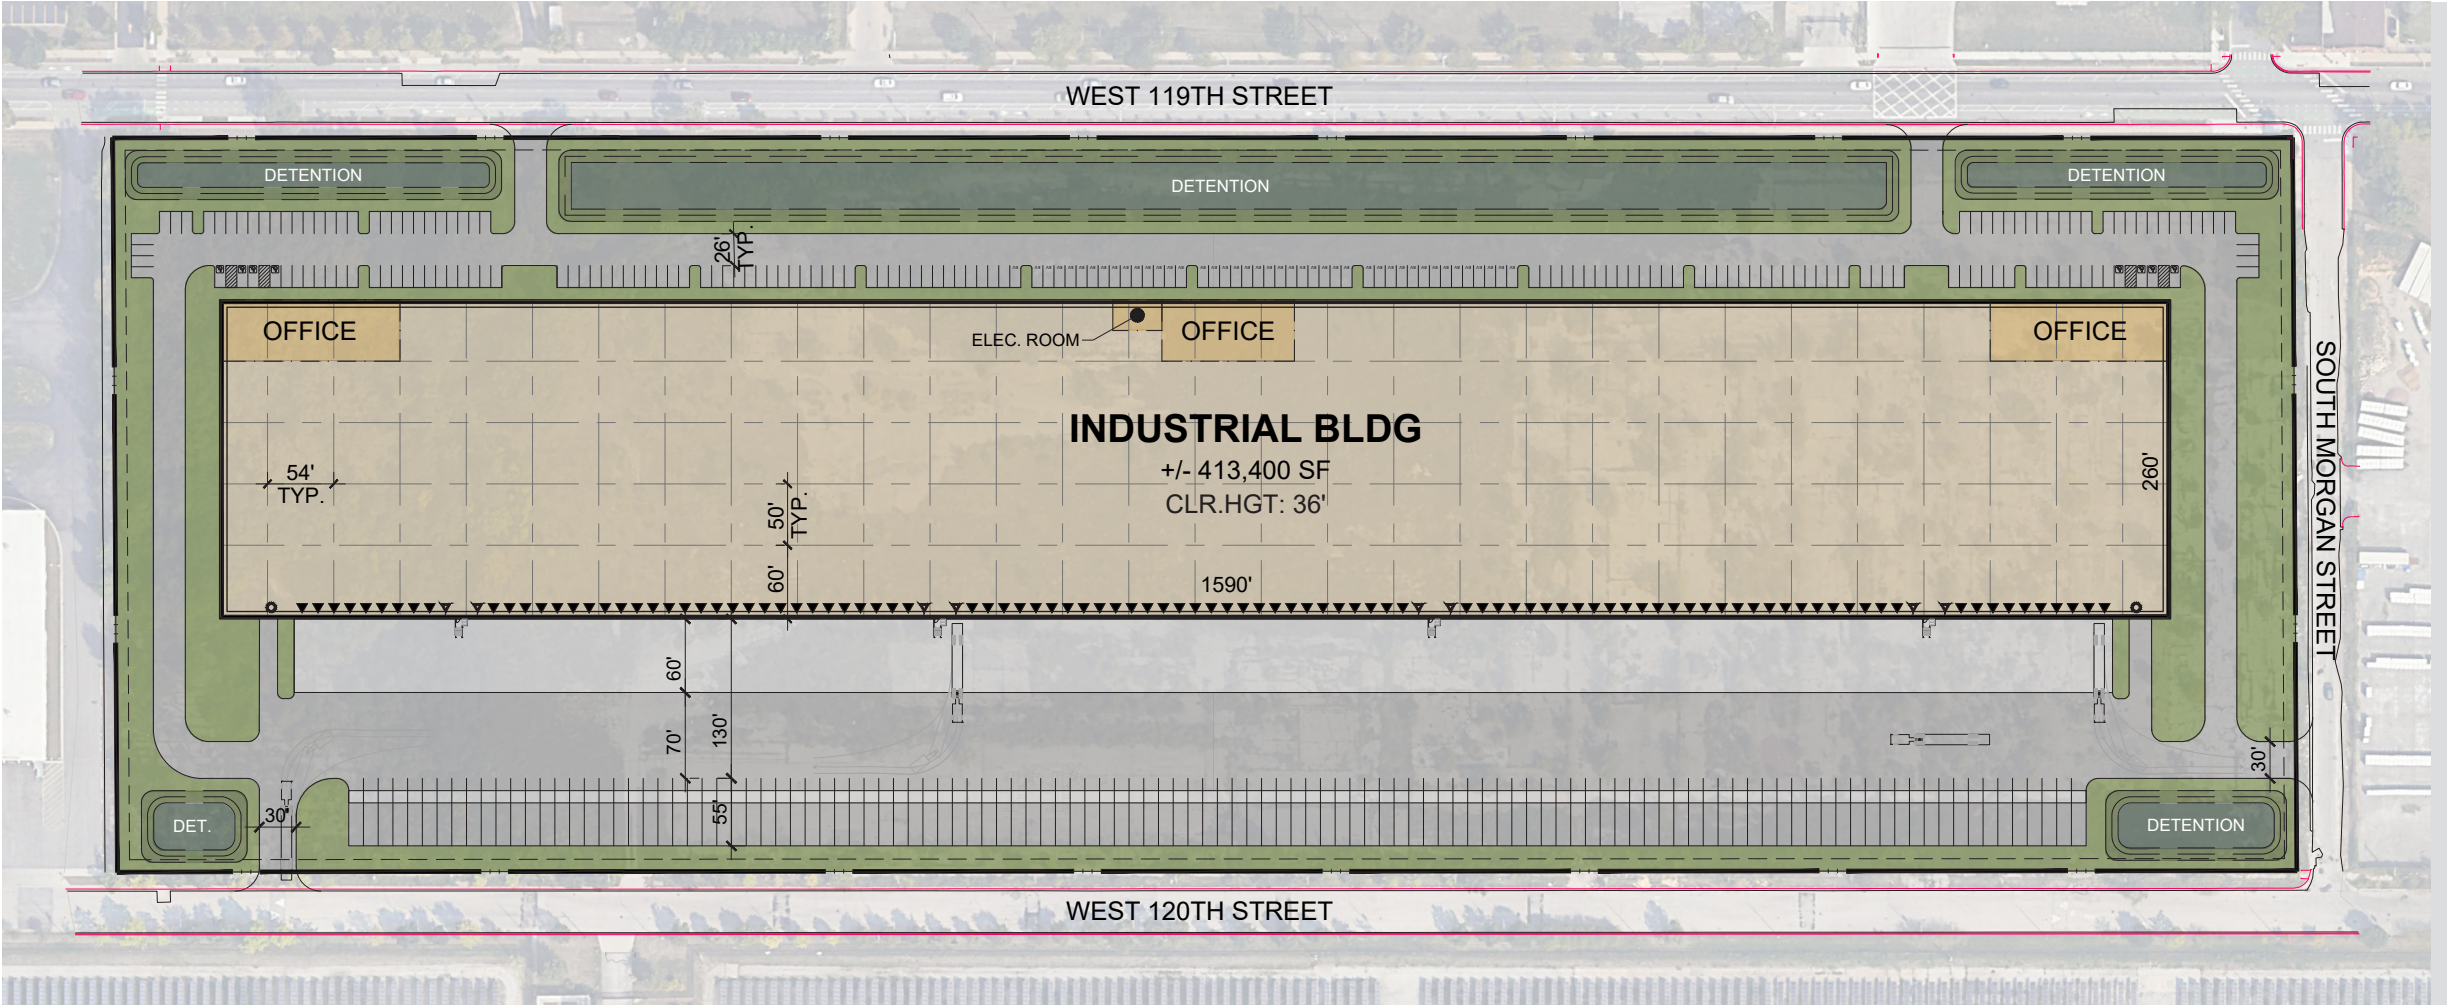 WEST 119TH STREET
DETENTION
DETENTION
DETENTION
26'
TYP.
OFFICE
ELEC. ROOM
OFFICE
OFFICE
INDUSTRIAL BLDG
+/- 413,400 SF
CLR.HGT: 36'
54'
TYP.
50'
TYP.
60'
1590'
260'
SOUTH MORGAN STREET
60'
70'
130'
55'
30'
30'
DET.
DETENTION
WEST 120TH STREET